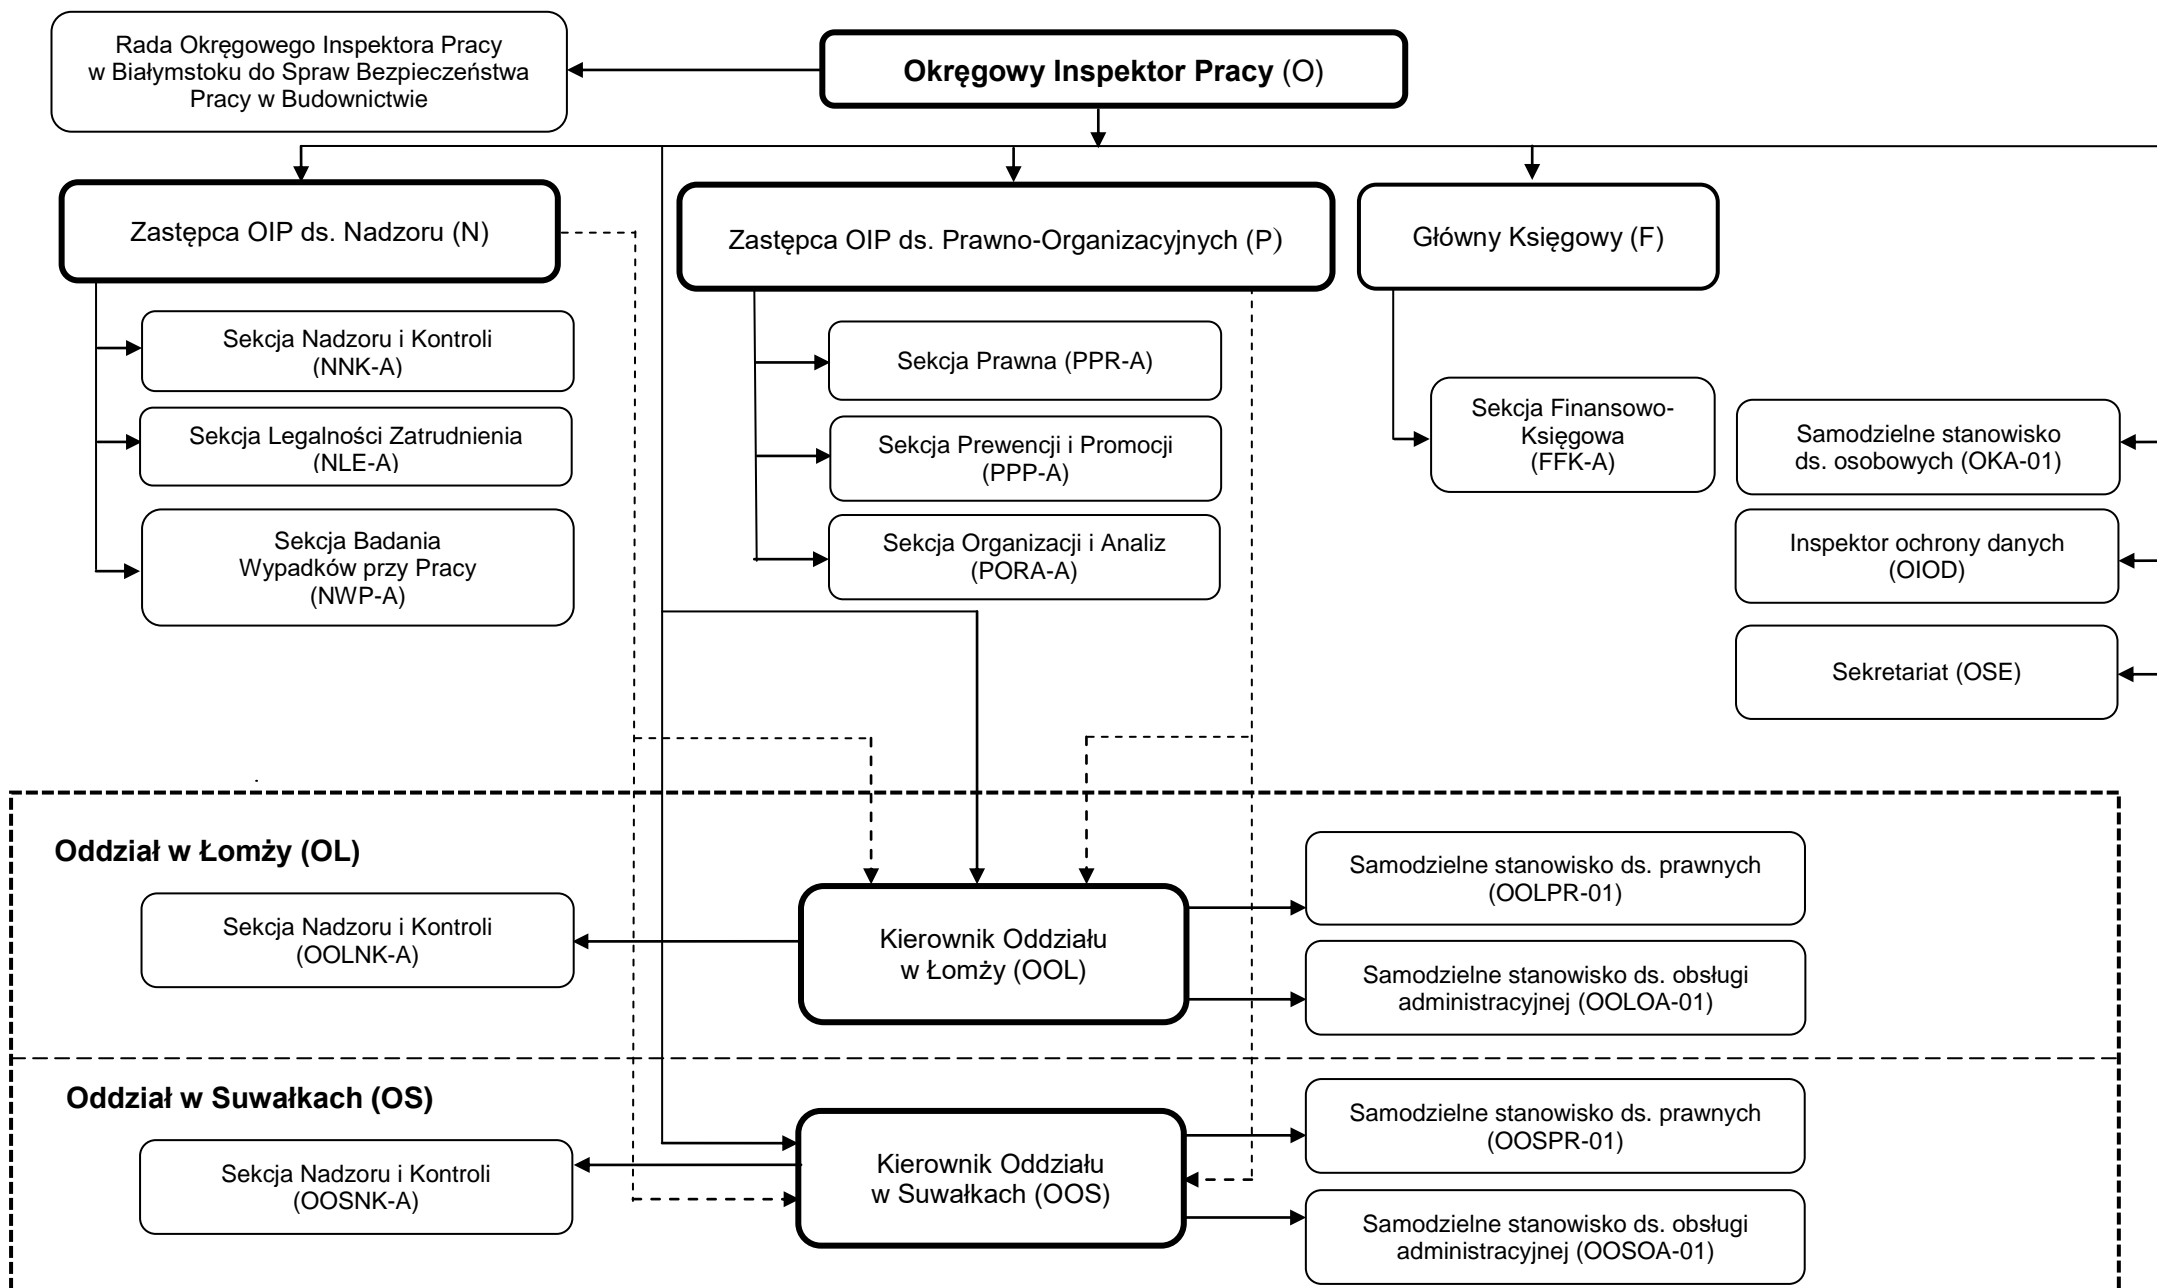 Rada Okręgowego Inspektora Pracy
w Białymstoku do Spraw Bezpieczeństwa
Pracy w Budownictwie
Okręgowy Inspektor Pracy (O)
Zastępca OIP ds. Nadzoru (N)
Zastępca OIP ds. Prawno-Organizacyjnych (P)
Główny Księgowy (F)
Sekcja Nadzoru i Kontroli
(NNK-A)
Sekcja Legalności Zatrudnienia
(NLE-A)
Sekcja Badania
Wypadków przy Pracy
(NWP-A)
Sekcja Prawna (PPR-A)
Sekcja Prewencji i Promocji
(PPP-A)
Sekcja Organizacji i Analiz
(PORA-A)
Sekcja Finansowo-
Księgowa
(FFK-A)
Samodzielne stanowisko
ds. osobowych (OKA-01)
Inspektor ochrony danych
(OIOD)
Sekretariat (OSE)
Oddział w Łomży (OL)
Sekcja Nadzoru i Kontroli
(OOLNK-A)
Kierownik Oddziału
w Łomży (OOL)
Samodzielne stanowisko ds. prawnych
(OOLPR-01)
Samodzielne stanowisko ds. obsługi
administracyjnej (OOLOA-01)
Oddział w Suwałkach (OS)
Sekcja Nadzoru i Kontroli
(OOSNK-A)
Kierownik Oddziału
w Suwałkach (OOS)
Samodzielne stanowisko ds. prawnych
(OOSPR-01)
Samodzielne stanowisko ds. obsługi
administracyjnej (OOSOA-01)